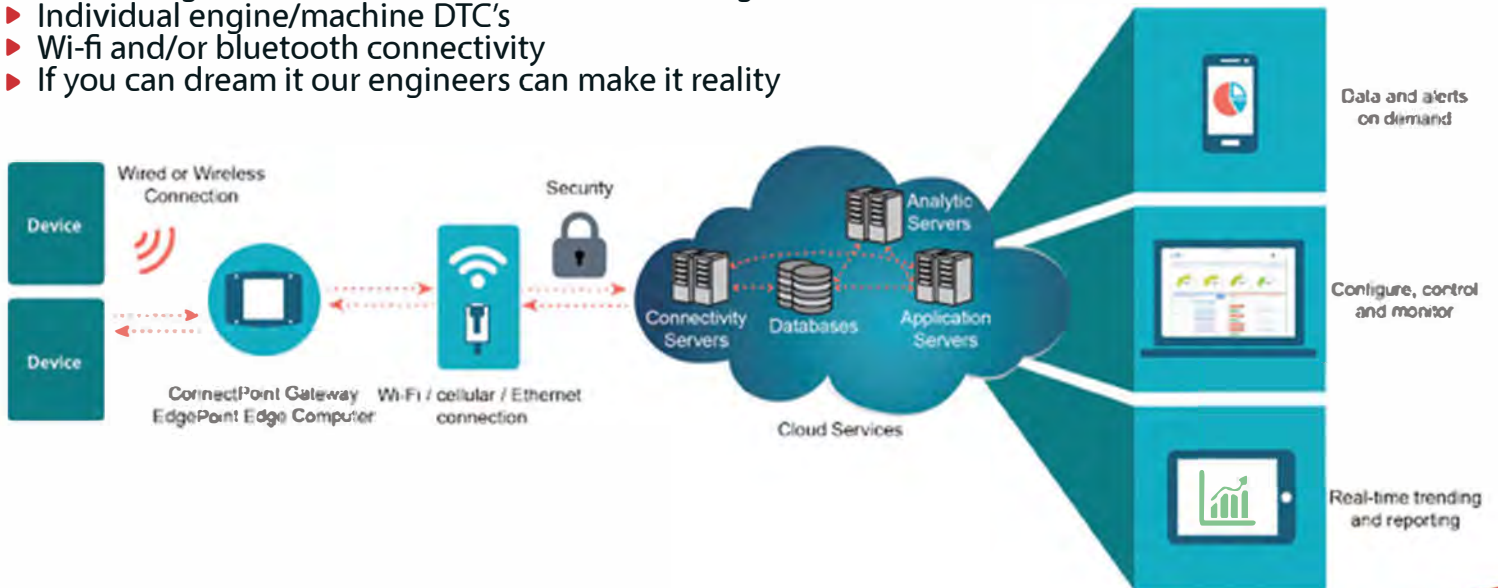 Individual engine/machine DTC's
Wi-fi and/or bluetooth connectivity
If you can dream it our engineers can make it reality
Device
Device
Wired or Wireless
Connection
ConnectPoint Gateway
EdgePoint Edge Computer
Wi-Fi / cellular / Ethernet
connection
Security
Analytic
Servers
Connectivity
Servers
Databases
Application
Servers
Cloud Services
Data and alerts
on demand
Configure, control
and monitor
Real-time trending
and reporting